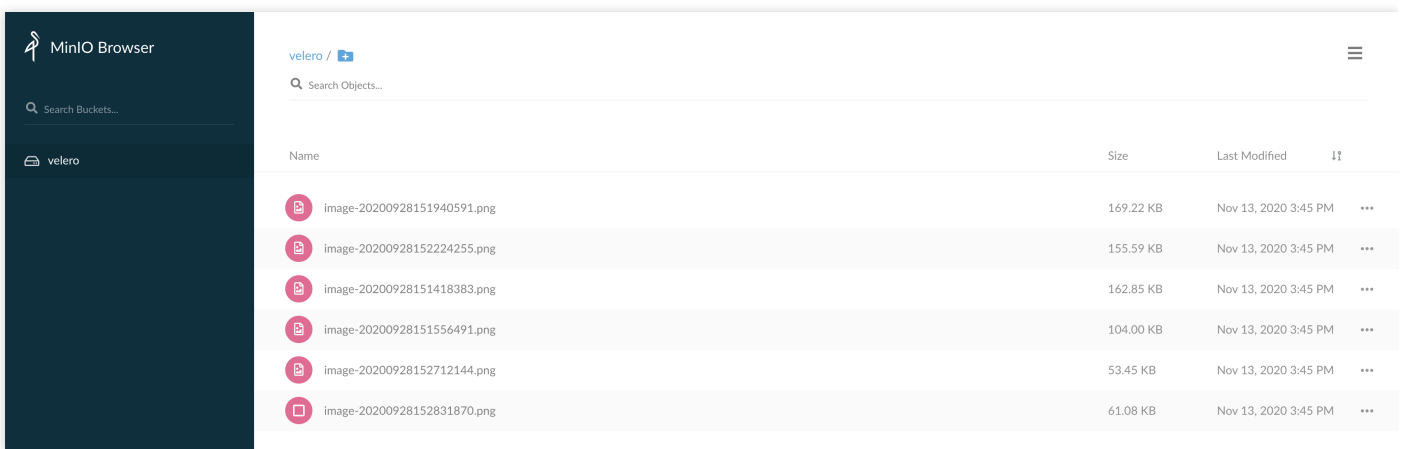 MinIO Browser
Search Buckets...
velero
velero /
Search Objects...
Name Size Last Modified
image-20200928151940591.png 169.22 KB Nov 13, 2020 3:45 PM
image-20200928152224255.png 155.59 KB Nov 13, 2020 3:45 PM
image-20200928151418383.png 162.85 KB Nov 13, 2020 3:45 PM
image-20200928151556491.png 104.00 KB Nov 13, 2020 3:45 PM
image-20200928152712144.png 53.45 KB Nov 13, 2020 3:45 PM
image-20200928152831870.png 61.08 KB Nov 13, 2020 3:45 PM